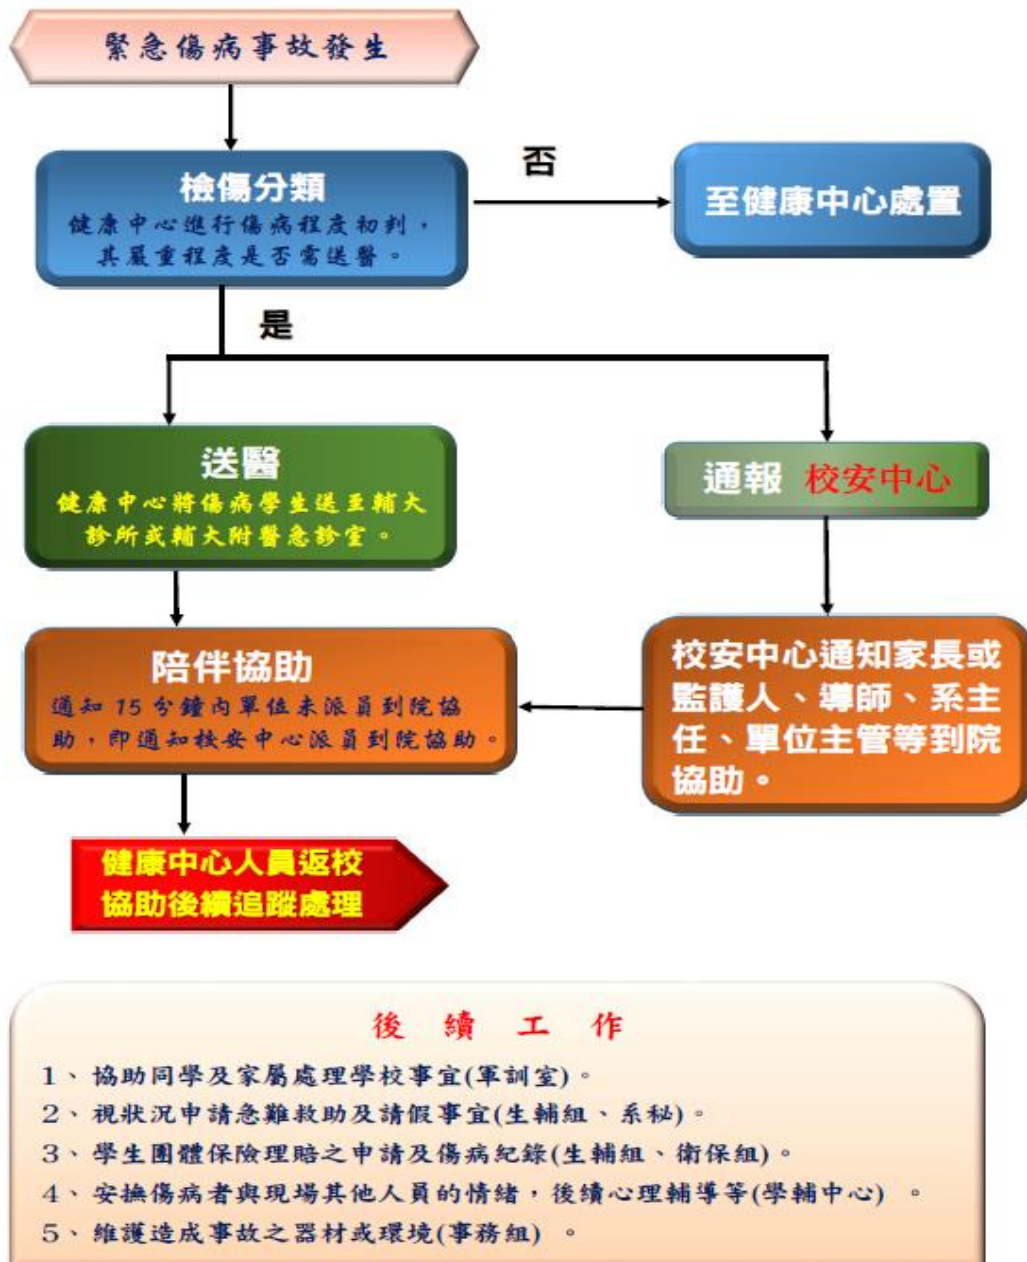 緊急傷病事故發生
檢傷分類
健康中心進行傷病程度初判，
其嚴重程度是否需送醫。
否
至健康中心處置
是
送醫
健康中心將傷病學生送至輔大
診所或輔大附醫急診室。
通報 校安中心
陪伴協助
通知 15 分鐘內單位未派員到院協
助，即通知校安中心派員到院協助。
校安中心通知家長或
監護人、導師、系主
任、單位主管等到院
協助。
健康中心人員返校
協助後續追蹤處理
後 續 工 作
1、協助同學及家屬處理學校事宜(軍訓室)。
2、視狀況申請急難救助及請假事宜(生輔組、系秘)。
3、學生團體保險理賠之申請及傷病紀錄(生輔組、衛保組)。
4、安撫傷病者與現場其他人員的情緒，後續心理輔導等(學輔中心) 。
5、維護造成事故之器材或環境(事務組) 。